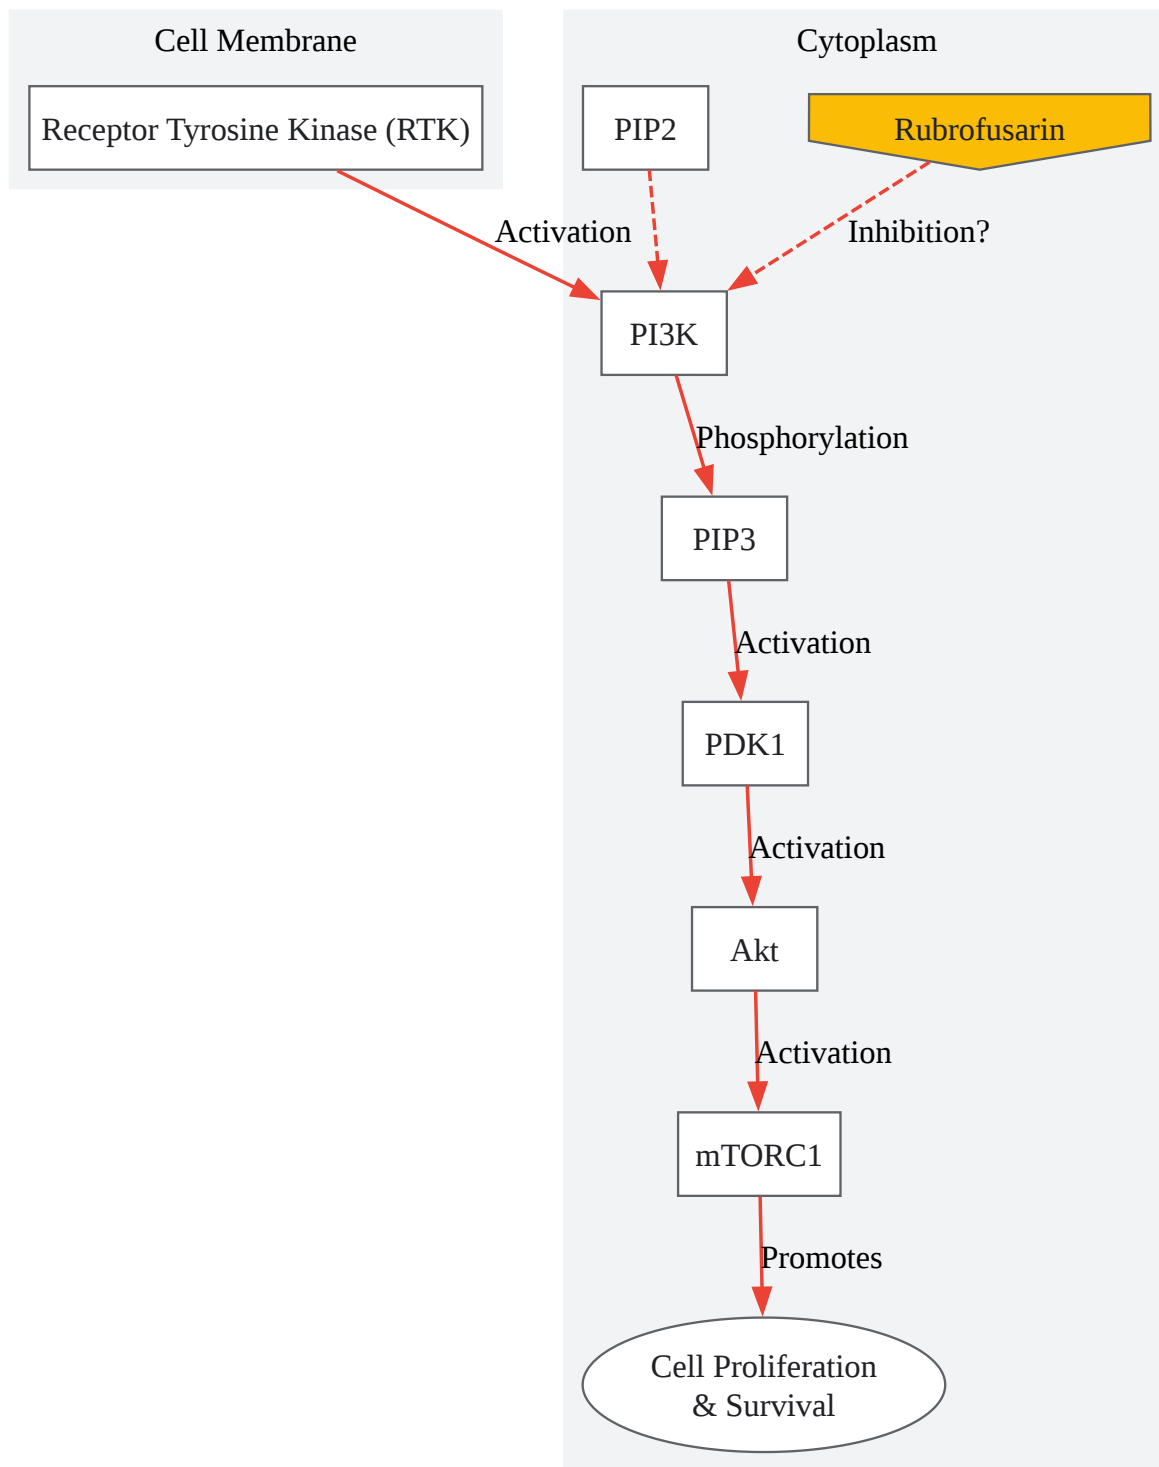 Cell Membrane
Cytoplasm
Receptor Tyrosine Kinase (RTK)
PIP2
Rubrofusarin
Activation
Inhibition?
PI3K
Phosphorylation
PIP3
Activation
PDK1
Activation
Akt
Activation
mTORC1
Promotes
Cell Proliferation
& Survival